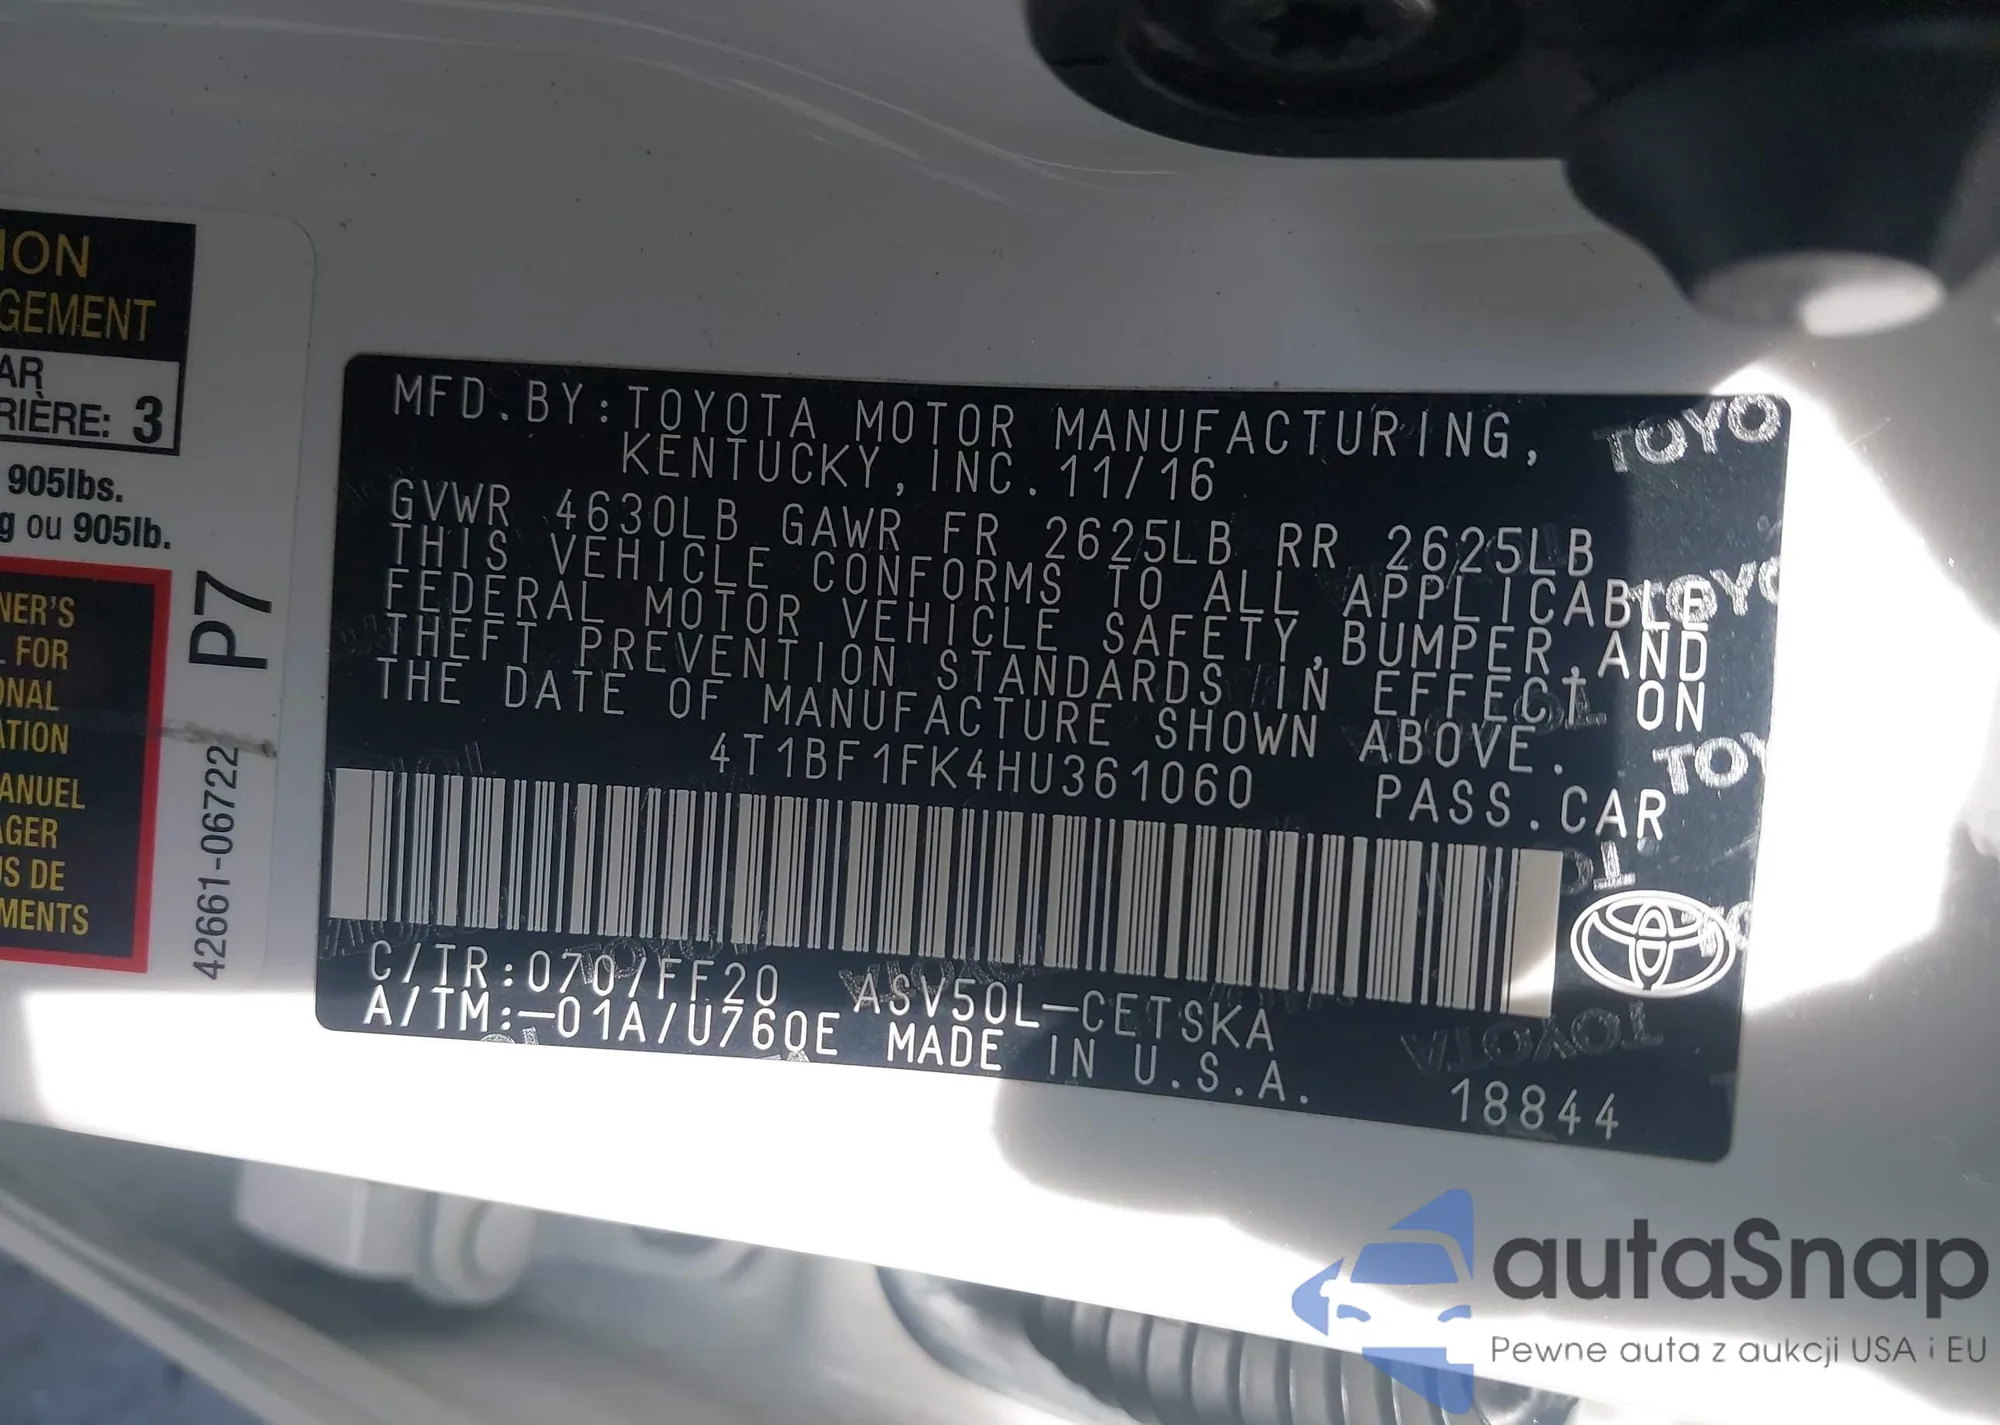 ION
GEMENT
AR
RIÈRE: 3
905lbs.
g ou 905lb.
NER'S
L FOR
ONAL
ATION
ANUEL
AGER
US DE
MENTS
P7
42661-06722
MFD.BY:TOYOTA MOTOR MANUFACTURING,
KENTUCKY,INC.11/16
GVWR 4630LB GAWR FR 2625LB RR 2625LB
THIS VEHICLE CONFORMS TO ALL APPLICABLE
FEDERAL MOTOR VEHICLE SAFETY,BUMPER,AND
THEFT PREVENTION STANDARDS IN EFFECT ON
THE DATE OF MANUFACTURE SHOWN ABOVE.
4T1BF1FK4HU361060 PASS.CAR
C/TR:070/FF20 ASV50L-CETSKA
A/TM:-01A/U760E MADE IN U.S.A.
18844
autaSnap
Pewne auta z aukcji USA i EU